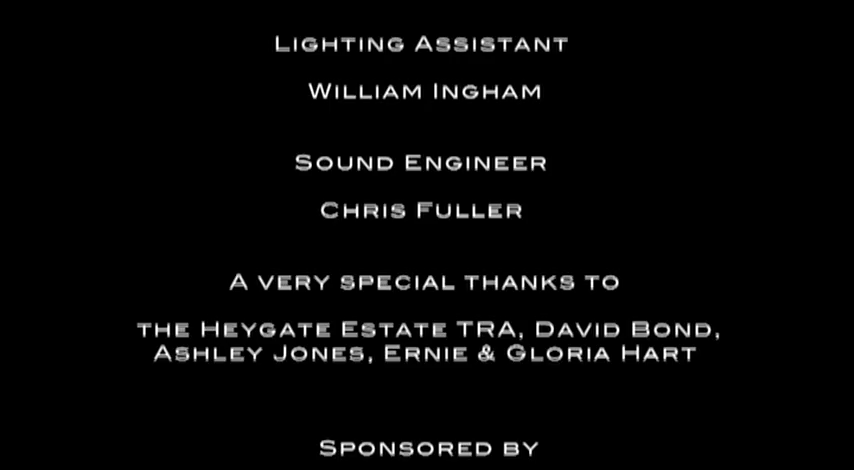 Lighting Assistant
William Ingham
Sound Engineer
Chris Fuller
A very special thanks to
the Heygate Estate TRA, David Bond,
Ashley Jones, Ernie & Gloria Hart
Sponsored by